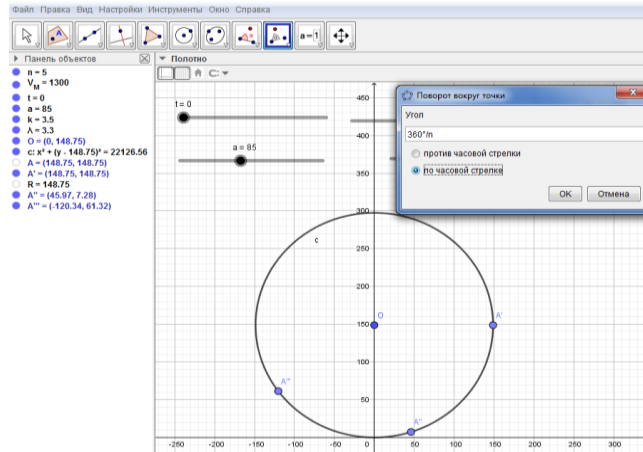 Файл Правка Вид Настройки Инструменты Окно Справка
a=1
Панель объектов
Полотно
n = 5
V_M = 1300
t = 0
a = 85
k = 3.5
Λ = 3.3
O = (0, 148.75)
c: x² + (y - 148.75)² = 22126.56
A = (148.75, 148.75)
A' = (148.75, 148.75)
R = 148.75
A'' = (45.97, 7.28)
A''' = (-120.34, 61.32)
t = 0
a = 85
Поворот вокруг точки
Угол
360°/n
против часовой стрелки
по часовой стрелке
OK Отмена
450
400
350
300
250
200
150
100
50
0
c
O
A'
A'''
A''
-250 -200 -150 -100 -50 0 50 100 150 200 250 300